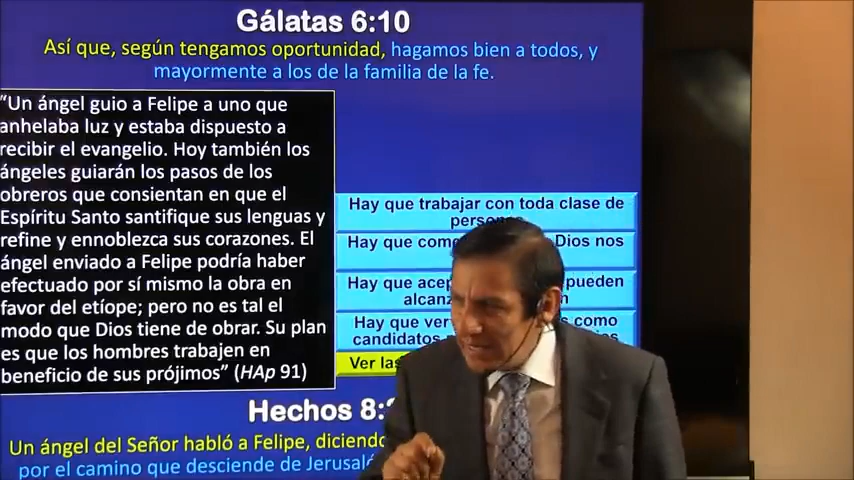 Gálatas 6:10
Así que, según tengamos oportunidad, hagamos bien a todos, y
mayormente a los de la familia de la fe.
"Un ángel guio a Felipe a uno que
anhelaba luz y estaba dispuesto a
recibir el evangelio. Hoy también los
ángeles guiarán los pasos de los
obreros que consientan en que el
Espíritu Santo santifique sus lenguas y
refine y ennoblezca sus corazones. El
ángel enviado a Felipe podría haber
efectuado por sí mismo la obra en
favor del etíope; pero no es tal el
modo que Dios tiene de obrar. Su plan
es que los hombres trabajen en
beneficio de sus prójimos" (HAp 91)
Hay que trabajar con toda clase de
personas
Hay que Dios nos
Hay que pueden
Hay que ver como
candidatos
Ver las
Hechos 8:
Un ángel del Señor habló a Felipe, diciendo
por el camino que desciende de